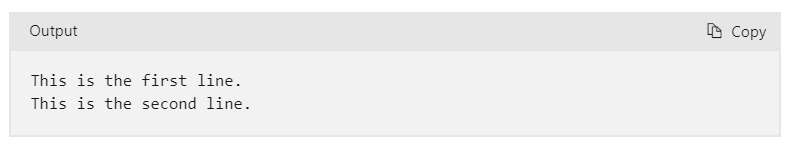 Output
Copy
This is the first line.
This is the second line.